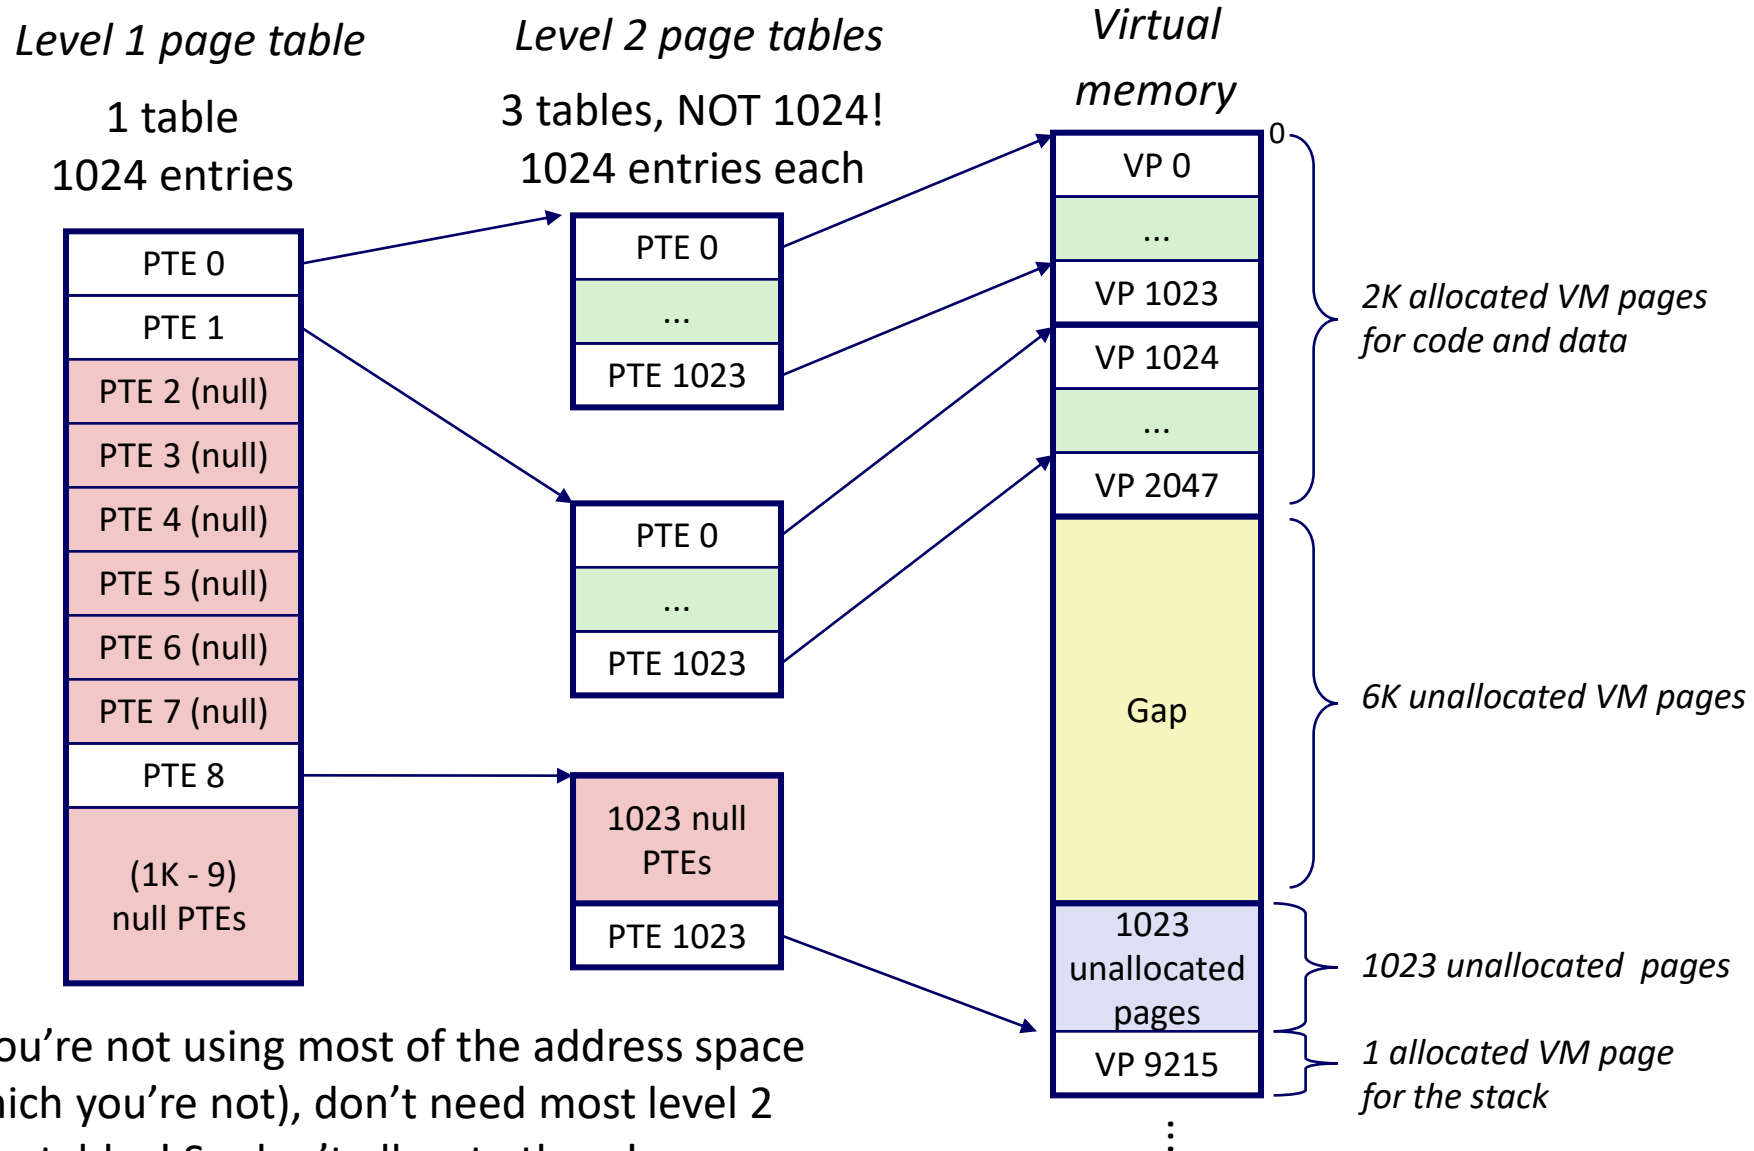 Level 1 page table
1 table
1024 entries
PTE 0
PTE 1
PTE 2 (null)
PTE 3 (null)
PTE 4 (null)
PTE 5 (null)
PTE 6 (null)
PTE 7 (null)
PTE 8
(1K - 9)
null PTEs
Level 2 page tables
3 tables, NOT 1024!
1024 entries each
PTE 0
...
PTE 1023
PTE 0
...
PTE 1023
1023 null
PTEs
PTE 1023
Virtual
memory
0
VP 0
...
VP 1023
VP 1024
...
VP 2047
Gap
1023
unallocated
pages
VP 9215
...
2K allocated VM pages
for code and data
6K unallocated VM pages
1023 unallocated pages
1 allocated VM page
for the stack
you're not using most of the address space
you're not), don't need most level 2